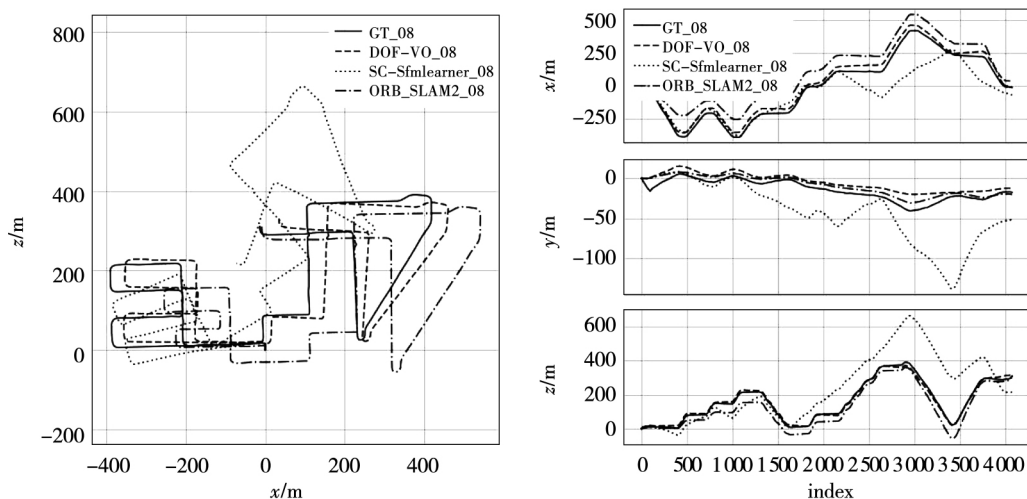 800
600
400
200
0
−200
z/m
−400
−200
0
200
400
x/m
GT_08
DOF−VO_08
SC−Sfmlearner_08
ORB_SLAM2_08
500
250
0
−250
x/m
GT_08
DOF−VO_08
SC−Sfmlearner_08
ORB_SLAM2_08
0
−50
−100
y/m
600
400
200
0
z/m
0
500
1 000
1 500
2 000
2 500
3 000
3 500
4 000
index